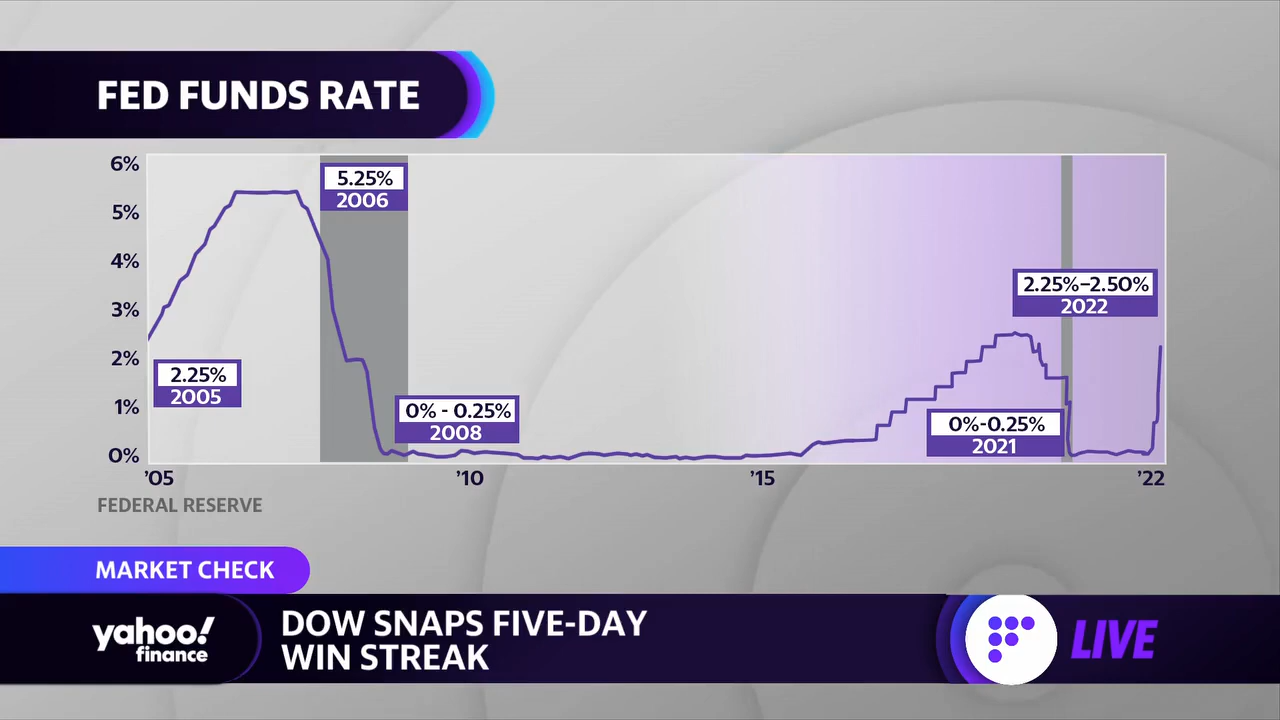 FED FUNDS RATE
6%
5%
4%
3%
2%
1%
0%
5.25%
2006
2.25%
2005
0% - 0.25%
2008
2.25%–2.50%
2022
0%-0.25%
2021
’05
’10
’15
’22
FEDERAL RESERVE
MARKET CHECK
yahoo!
finance
DOW SNAPS FIVE-DAY
WIN STREAK
LIVE